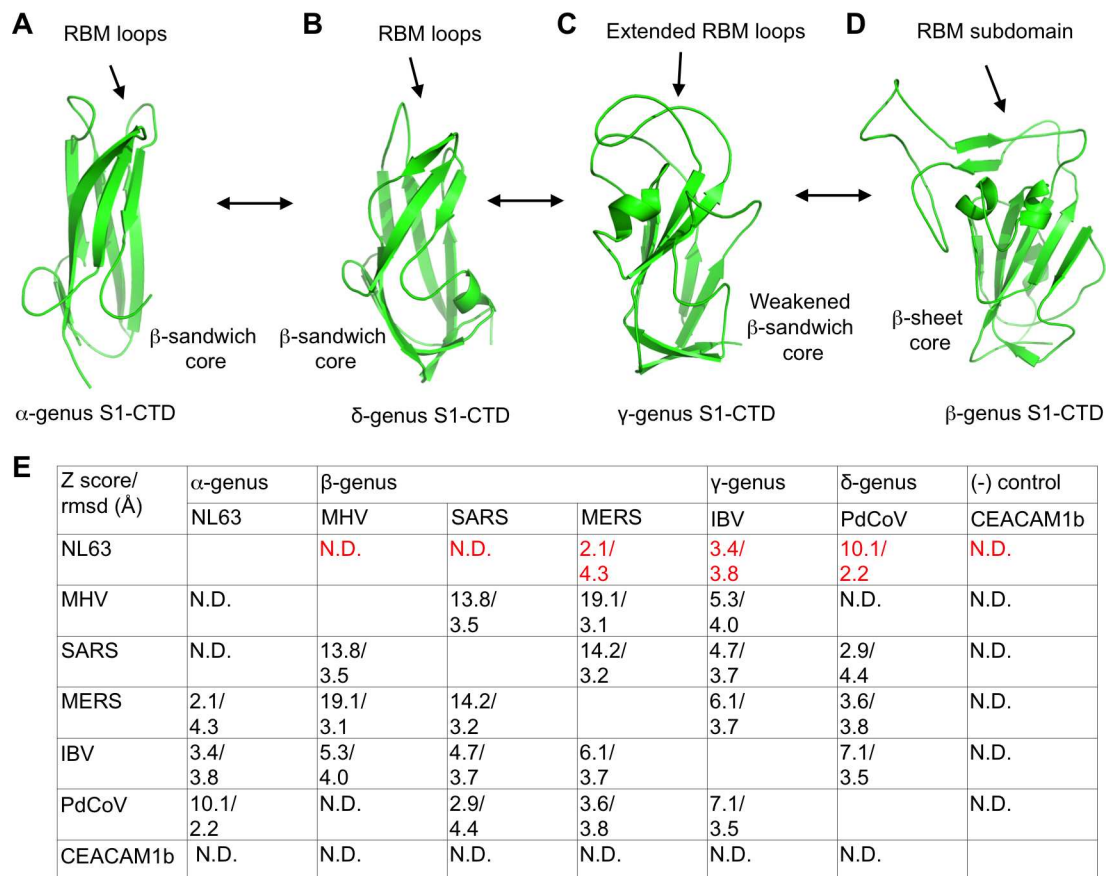 A
RBM loops
B
RBM loops
C
Extended RBM loops
D
RBM subdomain
β-sandwich
core
β-sandwich
core
Weakened
β-sandwich
core
β-sheet
core
α-genus S1-CTD
δ-genus S1-CTD
γ-genus S1-CTD
β-genus S1-CTD
E
Z score/
rmsd (Å)
α-genus
β-genus
γ-genus
δ-genus
(-) control
NL63
MHV
SARS
MERS
IBV
PdCoV
CEACAM1b
NL63
N.D.
N.D.
2.1/
4.3
3.4/
3.8
10.1/
2.2
N.D.
MHV
N.D.
13.8/
3.5
19.1/
3.1
5.3/
4.0
N.D.
N.D.
SARS
N.D.
13.8/
3.5
14.2/
3.2
4.7/
3.7
2.9/
4.4
N.D.
MERS
2.1/
4.3
19.1/
3.1
14.2/
3.2
6.1/
3.7
3.6/
3.8
N.D.
IBV
3.4/
3.8
5.3/
4.0
4.7/
3.7
6.1/
3.7
7.1/
3.5
N.D.
PdCoV
10.1/
2.2
N.D.
2.9/
4.4
3.6/
3.8
7.1/
3.5
N.D.
CEACAM1b
N.D.
N.D.
N.D.
N.D.
N.D.
N.D.